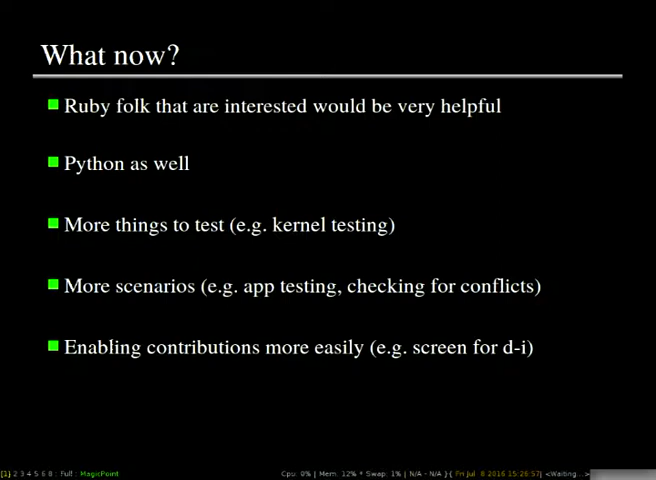 What now?
Ruby folk that are interested would be very helpful
Python as well
More things to test (e.g. kernel testing)
More scenarios (e.g. app testing, checking for conflicts)
Enabling contributions more easily (e.g. screen for d-i)
[1] 2 3 4 5 6 8 : Full : MagicPoint Cpu: 0% | Mem: 12% * Swap: 1% | N/A - N/A }{ Fri Jul 8 2016 15:26:57| <Waiting...>